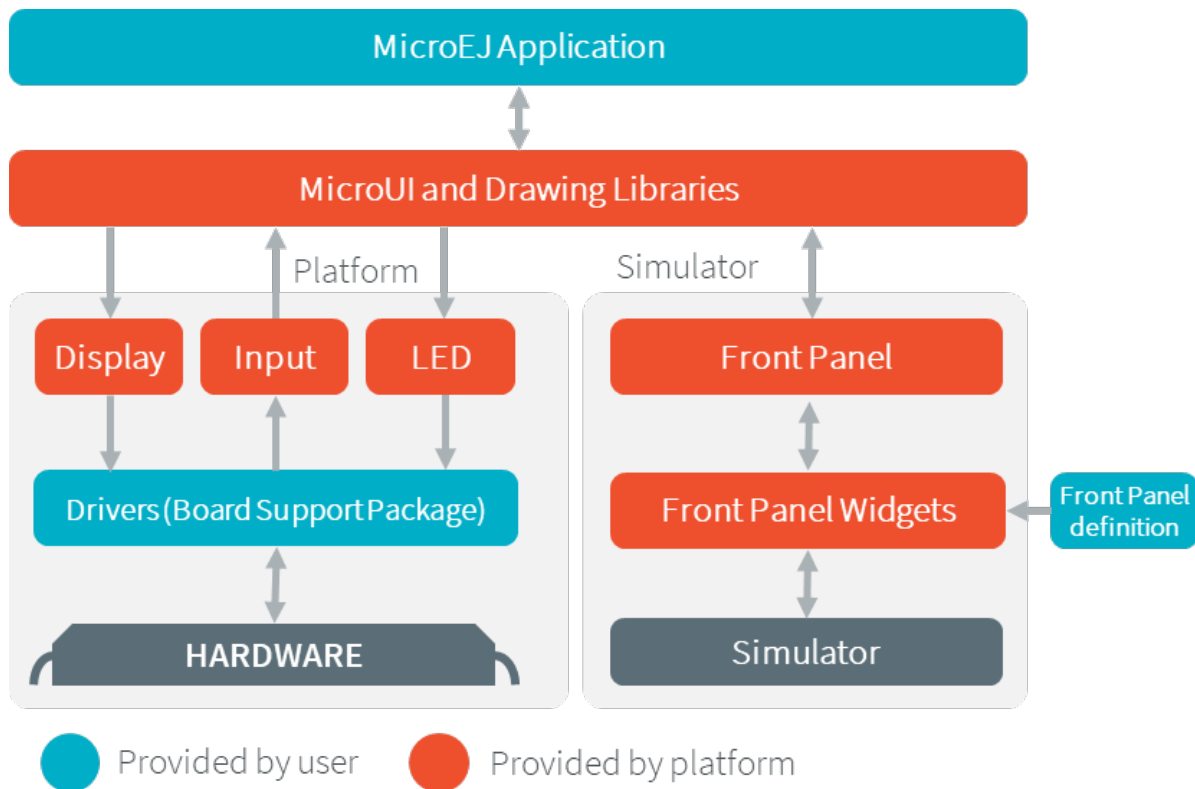 MicroEJ Application
MicroUI and Drawing Libraries
Platform
Simulator
Display
Input
LED
Front Panel
Drivers (Board Support Package)
Front Panel Widgets
Front Panel
definition
HARDWARE
Simulator
Provided by user
Provided by platform